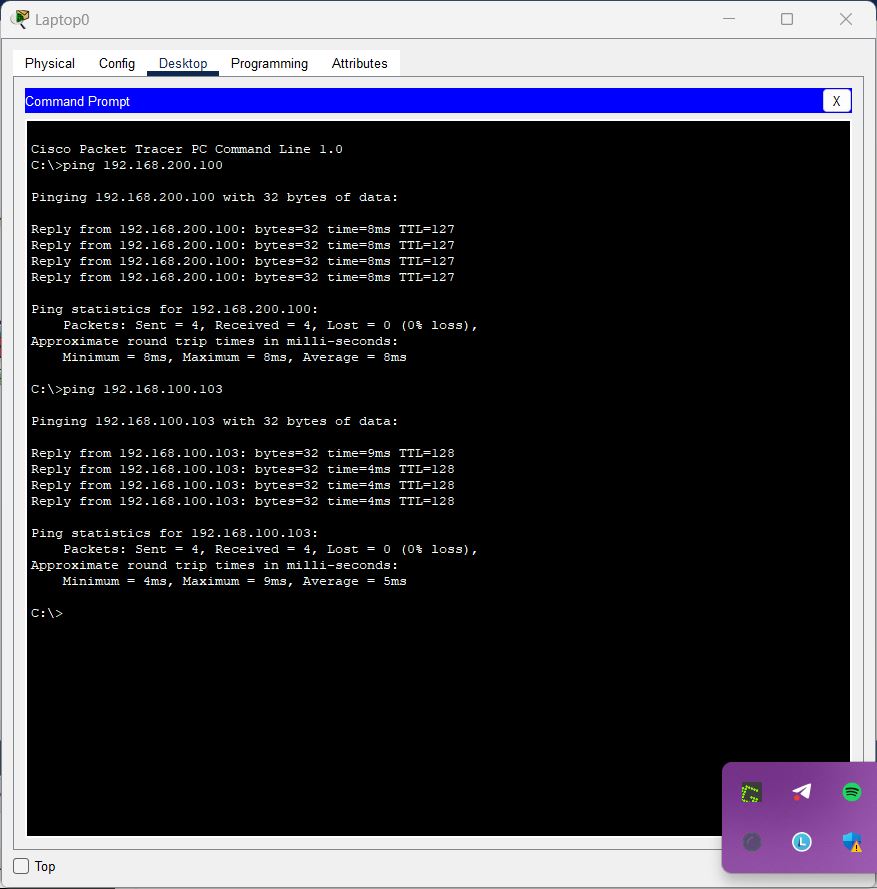 Laptop0
Physical Config Desktop Programming Attributes
Command Prompt X
Cisco Packet Tracer PC Command Line 1.0
C:\>ping 192.168.200.100
Pinging 192.168.200.100 with 32 bytes of data:
Reply from 192.168.200.100: bytes=32 time=8ms TTL=127
Reply from 192.168.200.100: bytes=32 time=8ms TTL=127
Reply from 192.168.200.100: bytes=32 time=8ms TTL=127
Reply from 192.168.200.100: bytes=32 time=8ms TTL=127
Ping statistics for 192.168.200.100:
Packets: Sent = 4, Received = 4, Lost = 0 (0% loss),
Approximate round trip times in milli-seconds:
Minimum = 8ms, Maximum = 8ms, Average = 8ms
C:\>ping 192.168.100.103
Pinging 192.168.100.103 with 32 bytes of data:
Reply from 192.168.100.103: bytes=32 time=9ms TTL=128
Reply from 192.168.100.103: bytes=32 time=4ms TTL=128
Reply from 192.168.100.103: bytes=32 time=4ms TTL=128
Reply from 192.168.100.103: bytes=32 time=4ms TTL=128
Ping statistics for 192.168.100.103:
Packets: Sent = 4, Received = 4, Lost = 0 (0% loss),
Approximate round trip times in milli-seconds:
Minimum = 4ms, Maximum = 9ms, Average = 5ms
C:\>
L
Top